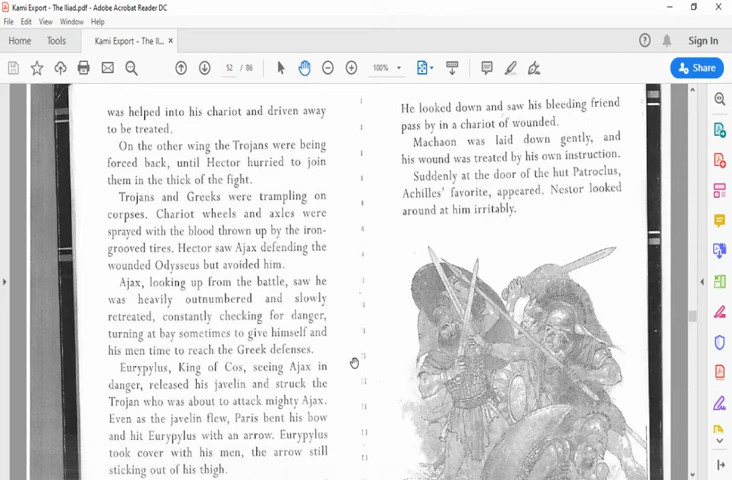 Kami Export - The Iliad.pdf - Adobe Acrobat Reader DC
File Edit View Window Help
Home Tools Kami Export - The Il... × Sign In
52 / 86 100% Share
was helped into his chariot and driven away
to be treated.
On the other wing the Trojans were being
forced back, until Hector hurried to join
them in the thick of the fight.
Trojans and Greeks were trampling on
corpses. Chariot wheels and axles were
sprayed with the blood thrown up by the iron-
grooved tires. Hector saw Ajax defending the
wounded Odysseus but avoided him.
Ajax, looking up from the battle, saw he
was heavily outnumbered and slowly
retreated, constantly checking for danger,
turning at bay sometimes to give himself and
his men time to reach the Greek defenses.
Eurypylus, King of Cos, seeing Ajax in
danger, released his javelin and struck the
Trojan who was about to attack mighty Ajax.
Even as the javelin flew, Paris bent his bow
and hit Eurypylus with an arrow. Eurypylus
took cover with his men, the arrow still
sticking out of his thigh.
He looked down and saw his bleeding friend
pass by in a chariot of wounded.
Machaon was laid down gently, and
his wound was treated by his own instruction.
Suddenly at the door of the hut Patroclus,
Achilles' favorite, appeared. Nestor looked
around at him irritably.